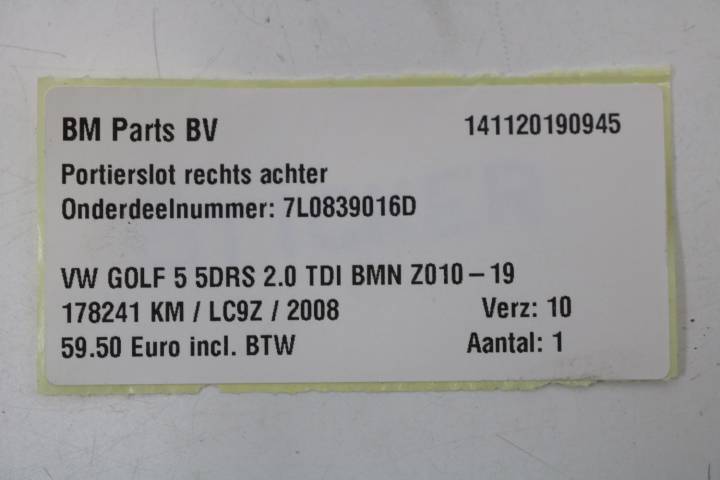 BM Parts BV 141120190945
Portierslot rechts achter
Onderdeelnummer: 7L0839016D
VW GOLF 5 5DRS 2.0 TDI BMN Z010 – 19
178241 KM / LC9Z / 2008 Verz: 10
59.50 Euro incl. BTW Aantal: 1